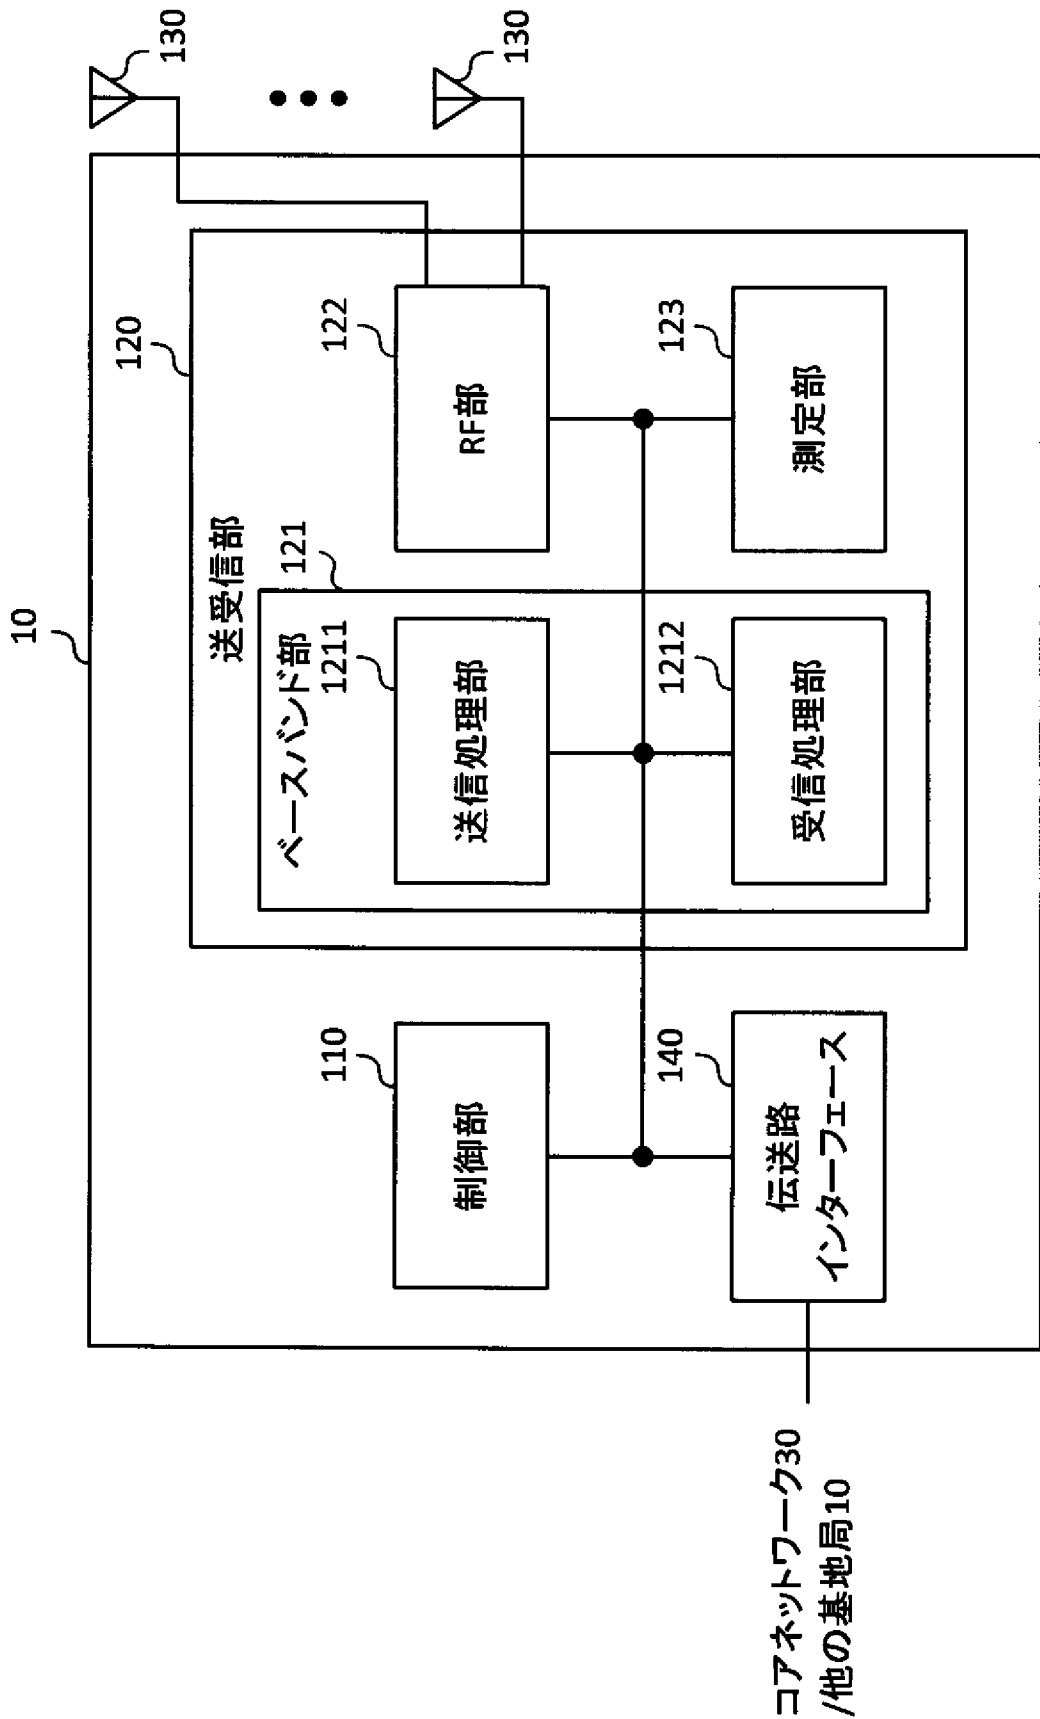 10
120
送受信部
121
ベースバンド部
1211
送信処理部
1212
受信処理部
122
RF部
123
測定部
130
130
110
制御部
140
伝送路
インターフェース
コアネットワーク30
/他の基地局10